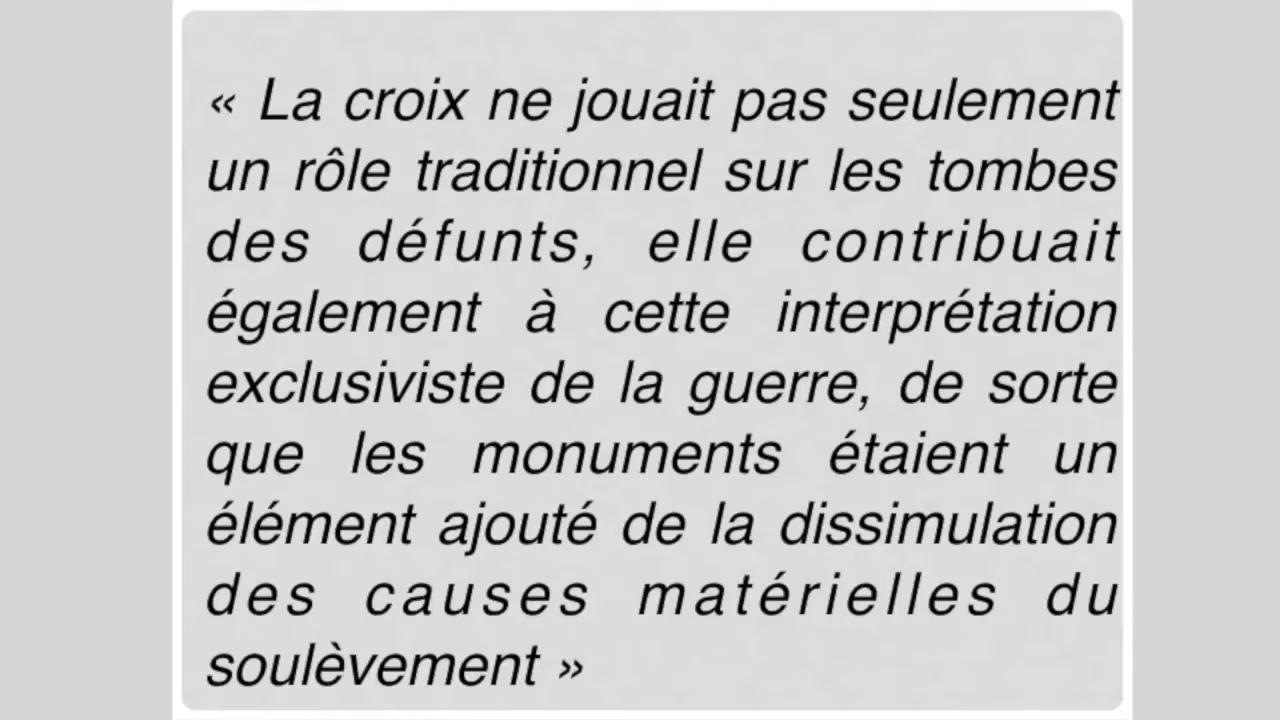 « La croix ne jouait pas seulement
un rôle traditionnel sur les tombes
des défunts, elle contribuait
également à cette interprétation
exclusiviste de la guerre, de sorte
que les monuments étaient un
élément ajouté de la dissimulation
des causes matérielles du
soulèvement »